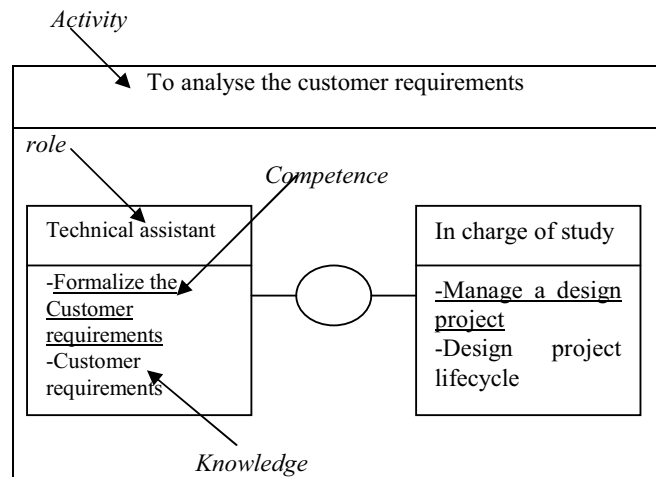 Activity
To analyse the customer requirements
role
Competence
Technical assistant
-Formalize the
Customer
requirements
-Customer
requirements
In charge of study
-Manage a design
project
-Design project
lifecycle
Knowledge